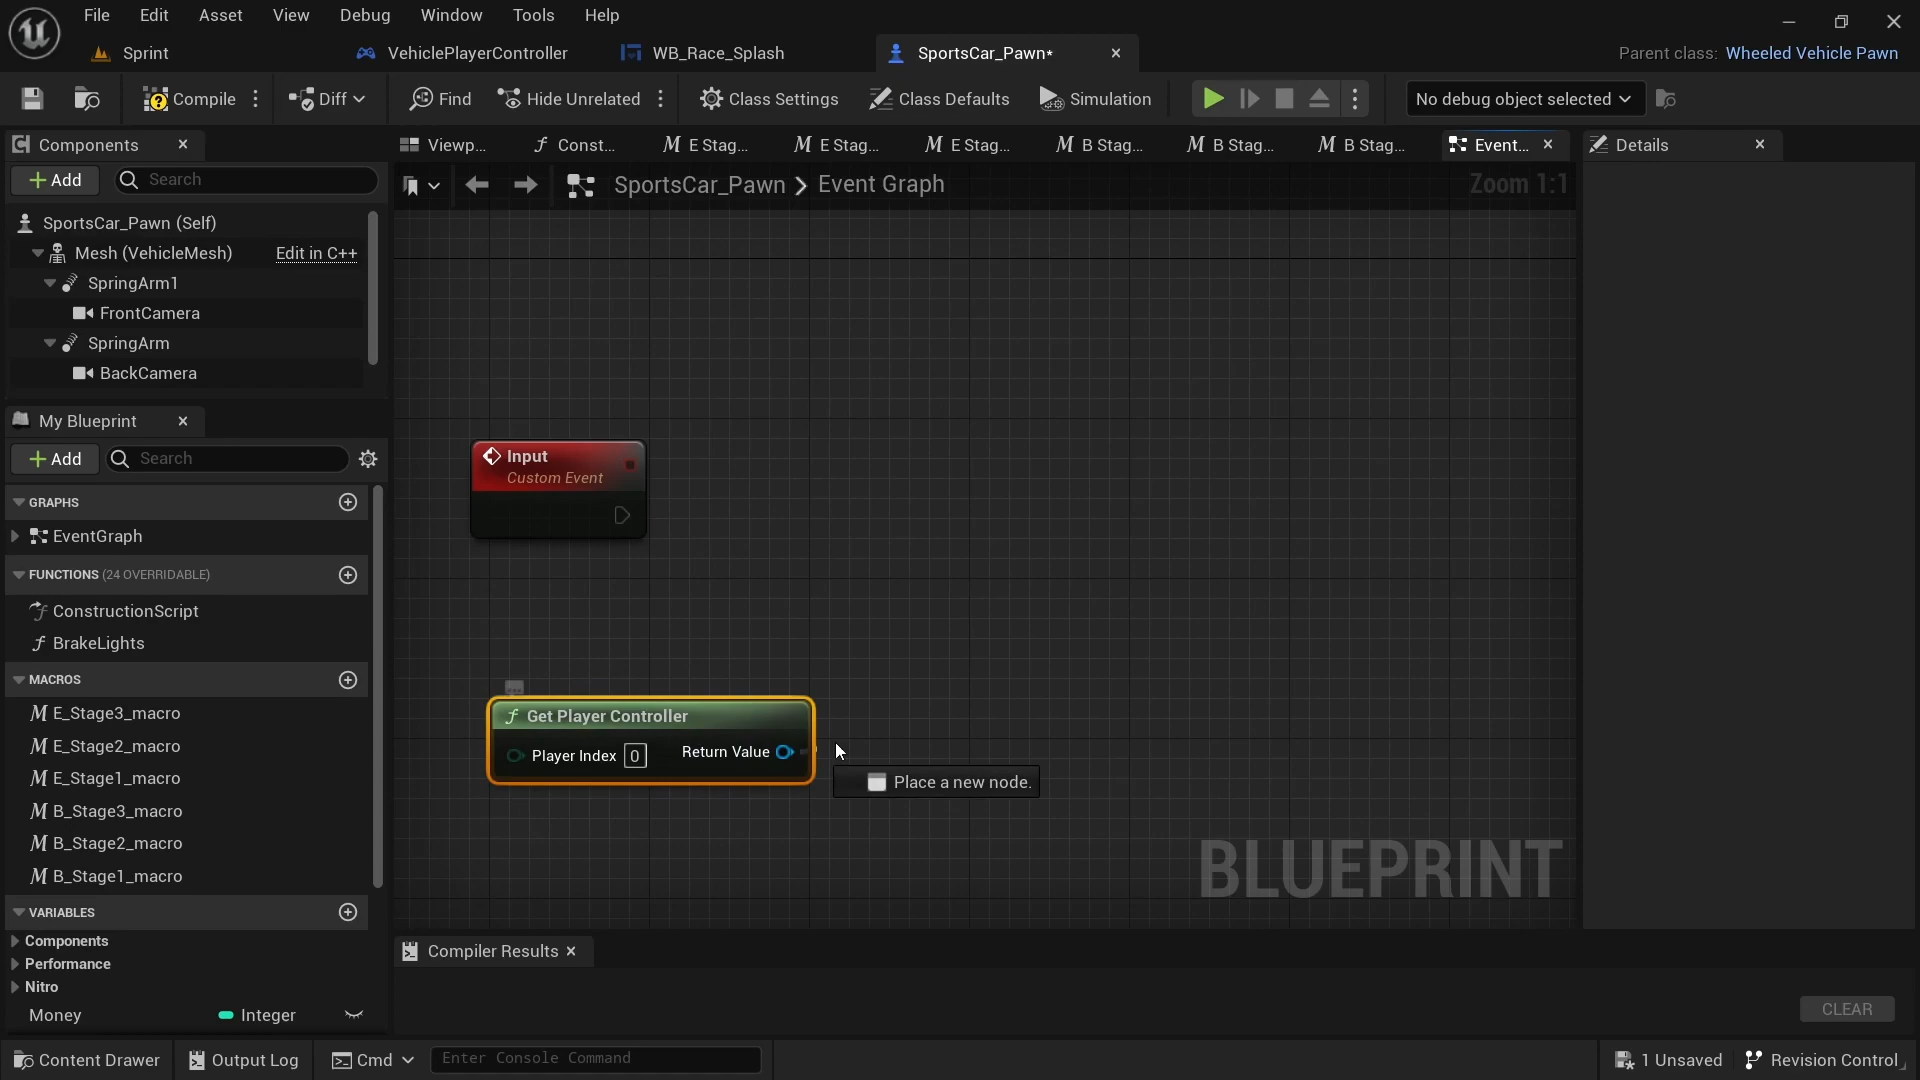 File Edit Asset View Debug Window Tools Help
Sprint VehiclePlayerController WB_Race_Splash SportsCar_Pawn* Parent class: Wheeled Vehicle Pawn
Compile Diff Find Hide Unrelated Class Settings Class Defaults Simulation No debug object selected
Components Viewp... Const... E Stag... E Stag... E Stag... B Stag... B Stag... B Stag... Event... Details
+ Add Search
SportsCar_Pawn > Event Graph Zoom 1:1
SportsCar_Pawn (Self)
Mesh (VehicleMesh) Edit in C++
SpringArm1
FrontCamera
SpringArm
BackCamera
My Blueprint
+ Add Search
GRAPHS
EventGraph
FUNCTIONS (24 OVERRIDABLE)
ConstructionScript
BrakeLights
MACROS
E_Stage3_macro
E_Stage2_macro
E_Stage1_macro
B_Stage3_macro
B_Stage2_macro
B_Stage1_macro
VARIABLES
Components
Performance
Nitro
Money Integer
Input
Custom Event
Get Player Controller
Player Index 0 Return Value
Place a new node.
BLUEPRINT
Compiler Results
CLEAR
Content Drawer Output Log Cmd Enter Console Command 1 Unsaved Revision Control